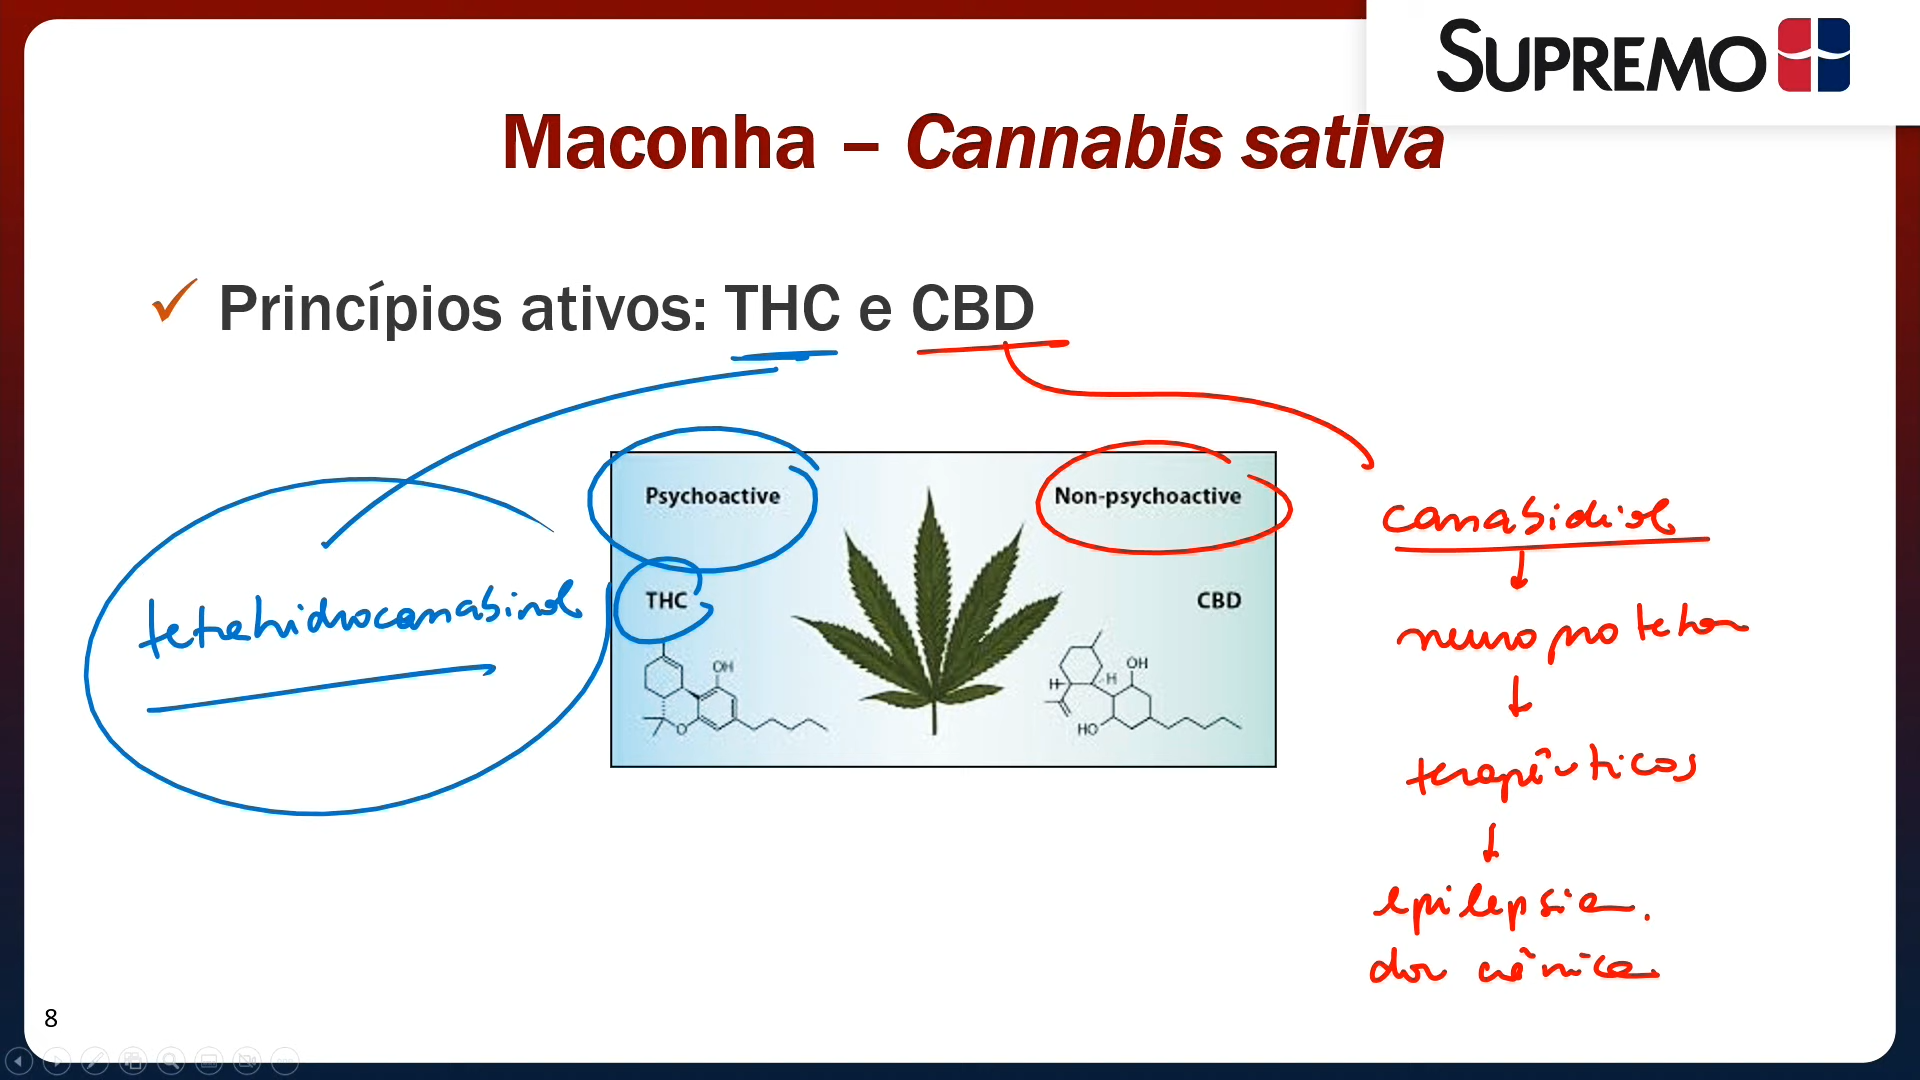 SUPREMO
Maconha – Cannabis sativa
✓ Princípios ativos: THC e CBD
Psychoactive
Non-psychoactive
canabidiol
tetrahidrocanabinol
THC
CBD
neuroprotetor
OH
O
OH
H
H
HO
terapêuticos
epilepsia.
dor crônica
8